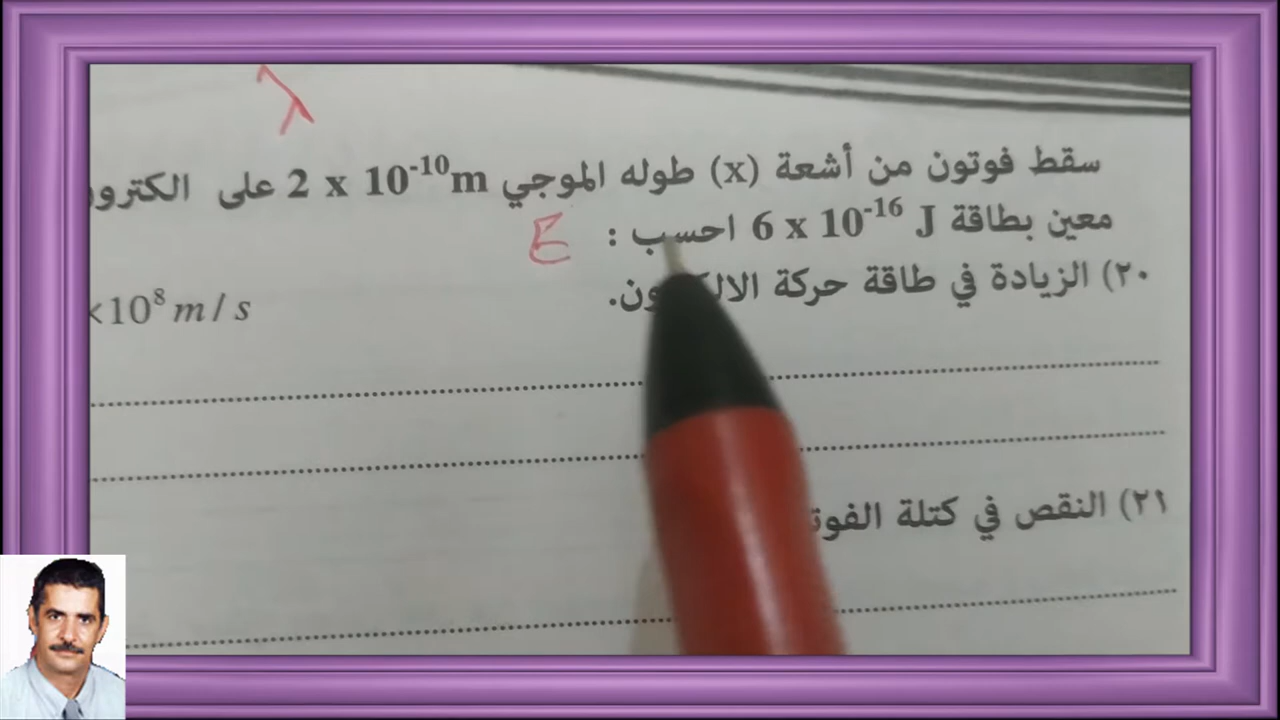 λ
سقط فوتون من أشعة (x) طوله الموجي 2 x 10⁻¹⁰m على
معين بطاقة 6 x 10⁻¹⁶ J احسب : E
٢٠) الزيادة في طاقة حركة
×10⁸ m / s
٢١) النقص في كتلة